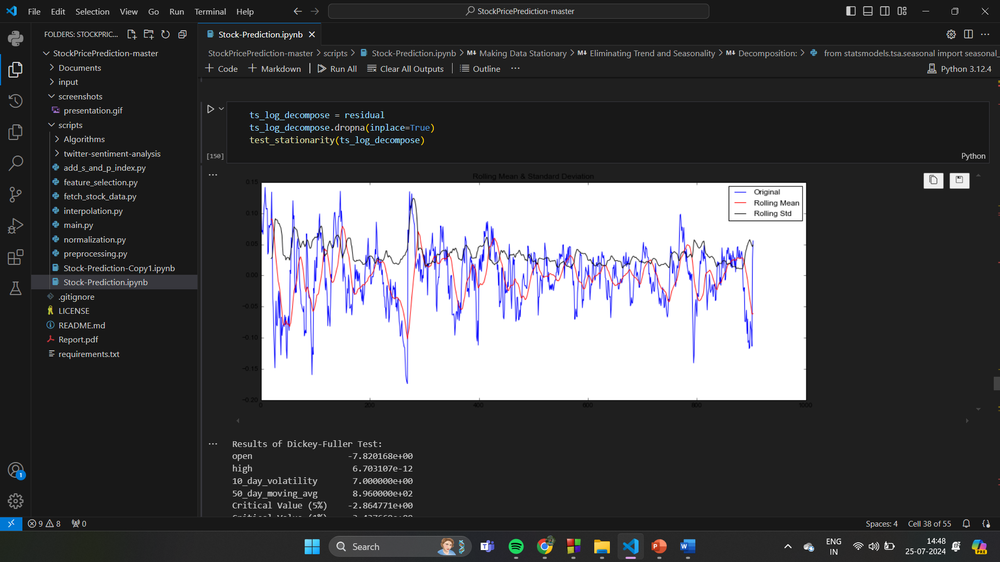 File Edit Selection View Go Run Terminal Help
StockPricePrediction-master
FOLDERS: STOCKPRIC...
StockPricePrediction-master
Documents
input
screenshots
presentation.gif
scripts
Algorithms
twitter-sentiment-analysis
add_s_and_p_index.py
feature_selection.py
fetch_stock_data.py
interpolation.py
main.py
normalization.py
preprocessing.py
Stock-Prediction-Copy1.ipynb
Stock-Prediction.ipynb
.gitignore
LICENSE
README.md
Report.pdf
requirements.txt
1
Stock-Prediction.ipynb
StockPricePrediction-master > scripts > Stock-Prediction.ipynb > M↓ Making Data Stationary > M↓ Eliminating Trend and Seasonality > M↓ Decomposition: > from statsmodels.tsa.seasonal import seasonal_
+ Code + Markdown | Run All Clear All Outputs | Outline ... Python 3.12.4
ts_log_decompose = residual
ts_log_decompose.dropna(inplace=True)
test_stationarity(ts_log_decompose)
[150] Python
Rolling Mean & Standard Deviation
Original
Rolling Mean
Rolling Std
0.15
0.10
0.05
0.00
−0.05
−0.10
−0.15
−0.20
0 200 400 600 800 1000
Results of Dickey-Fuller Test:
open -7.820168e+00
high 6.703107e-12
10_day_volatility 7.000000e+00
50_day_moving_avg 8.960000e+02
Critical Value (5%) -2.864771e+00
9 8 0 Spaces: 4 Cell 38 of 55
Search ENG IN 14:48 25-07-2024 PRE